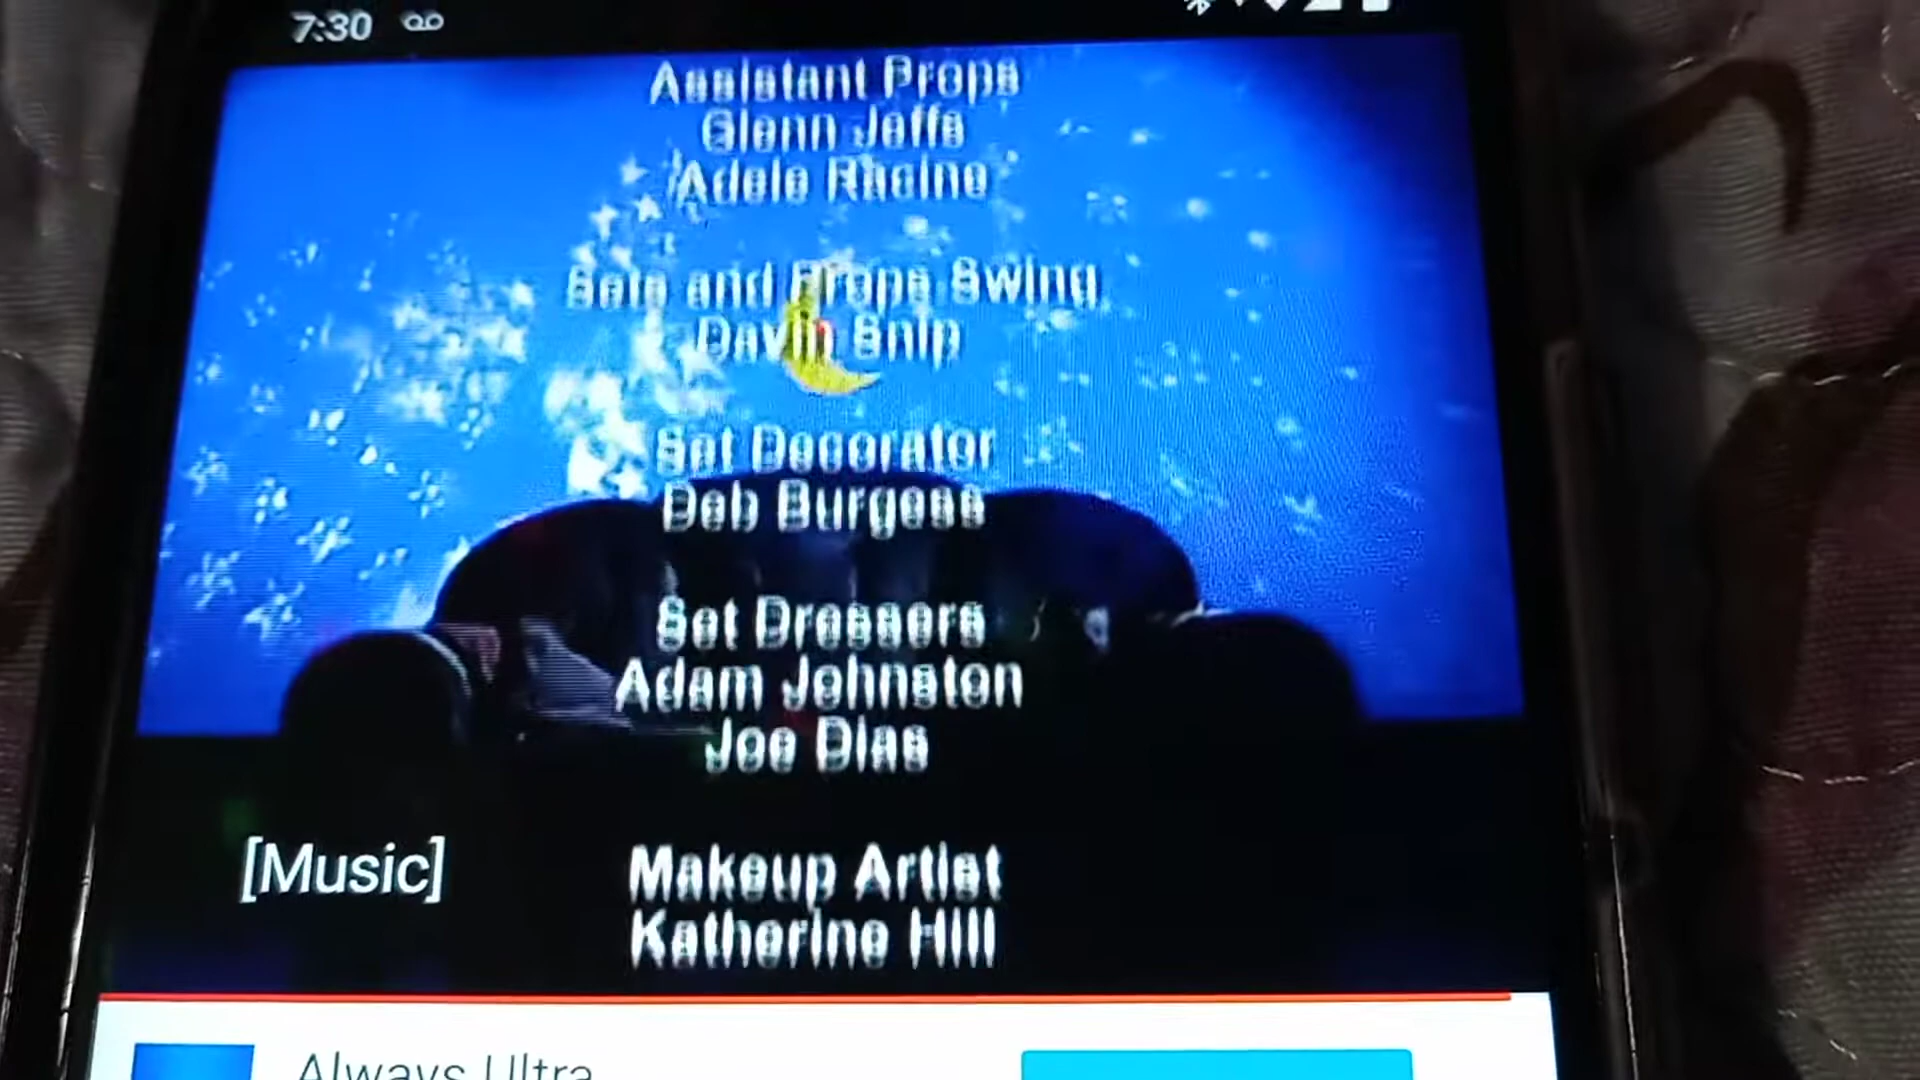 7:30
Assistant Props
Glenn Jeffs
Adele Racine
Sets and Props Swing
Davin Snip
Set Decorator
Deb Burgess
Set Dressers
Adam Johnston
Joe Dias
[Music]
Makeup Artist
Katherine Hill
Always Ultra